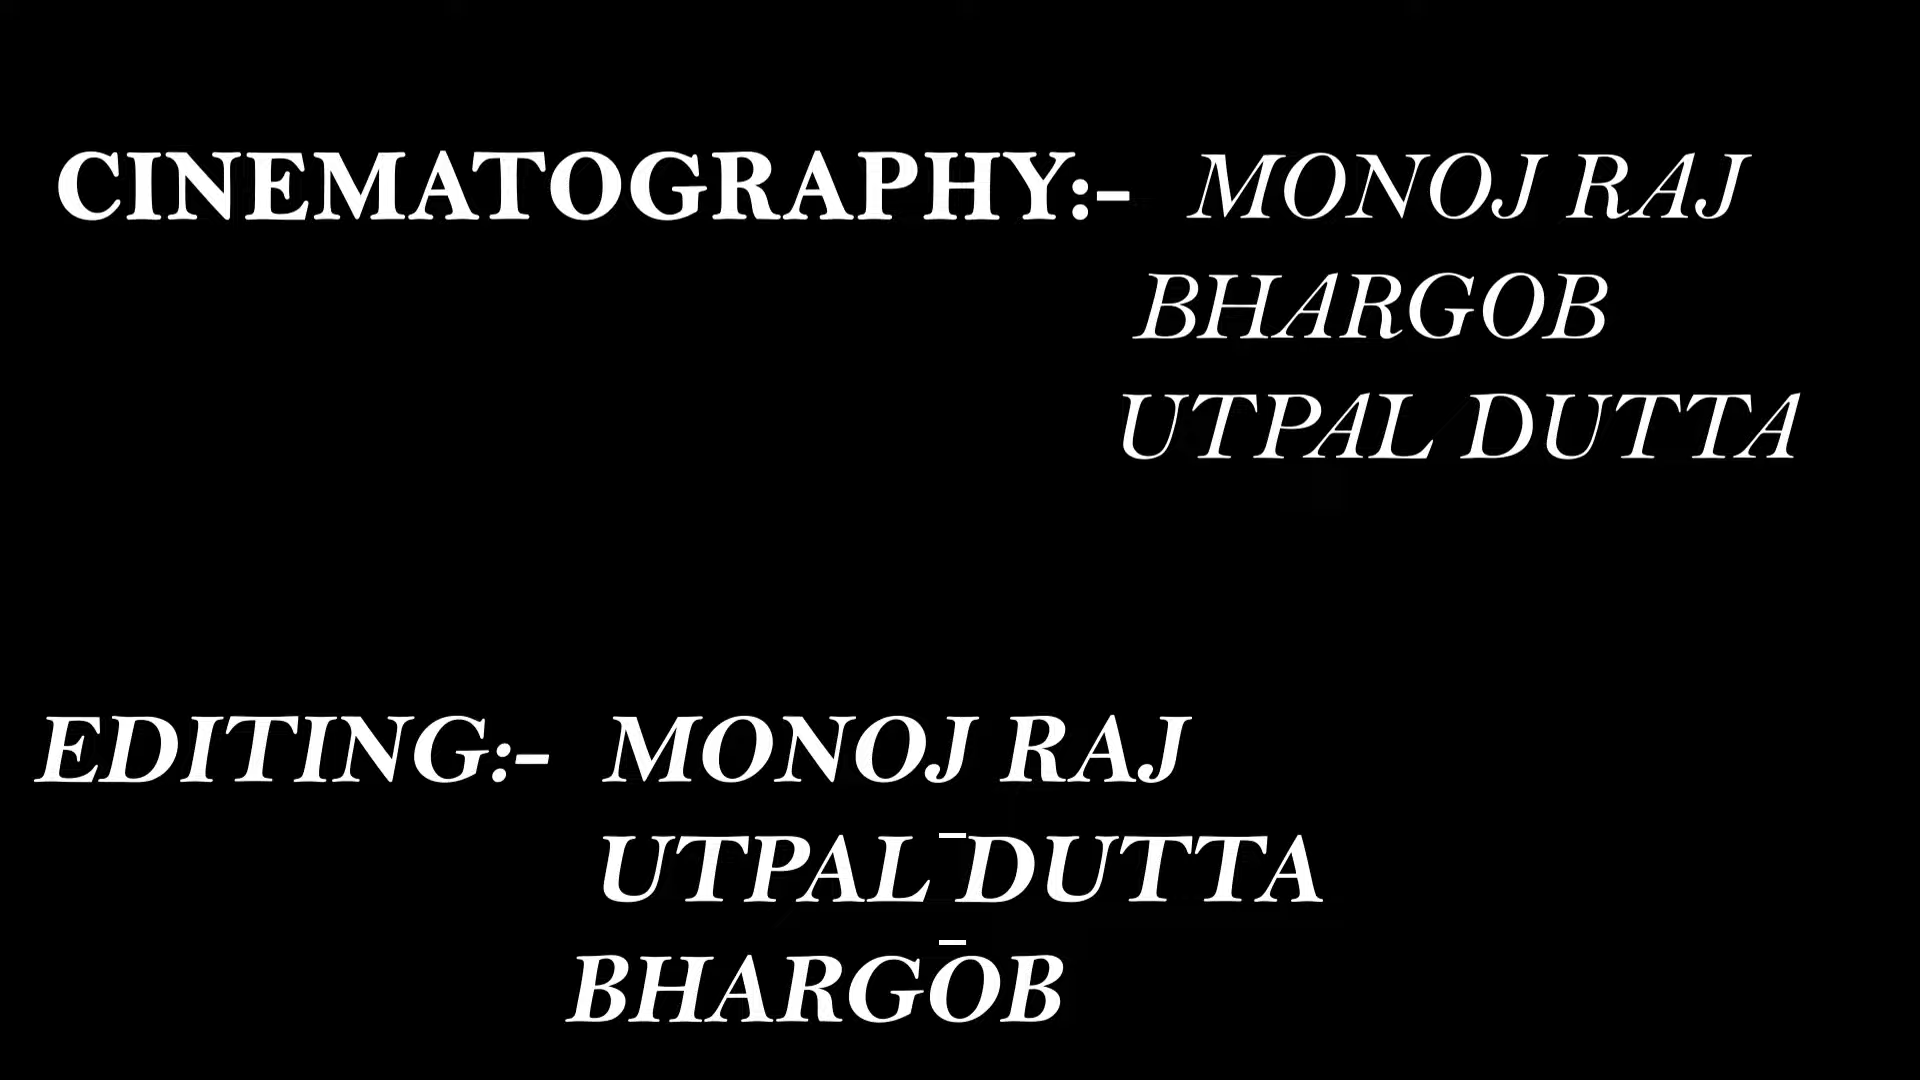 CINEMATOGRAPHY:- MONOJ RAJ
BHARGOB
UTPAL DUTTA
EDITING:- MONOJ RAJ
UTPAL DUTTA
BHARGOB